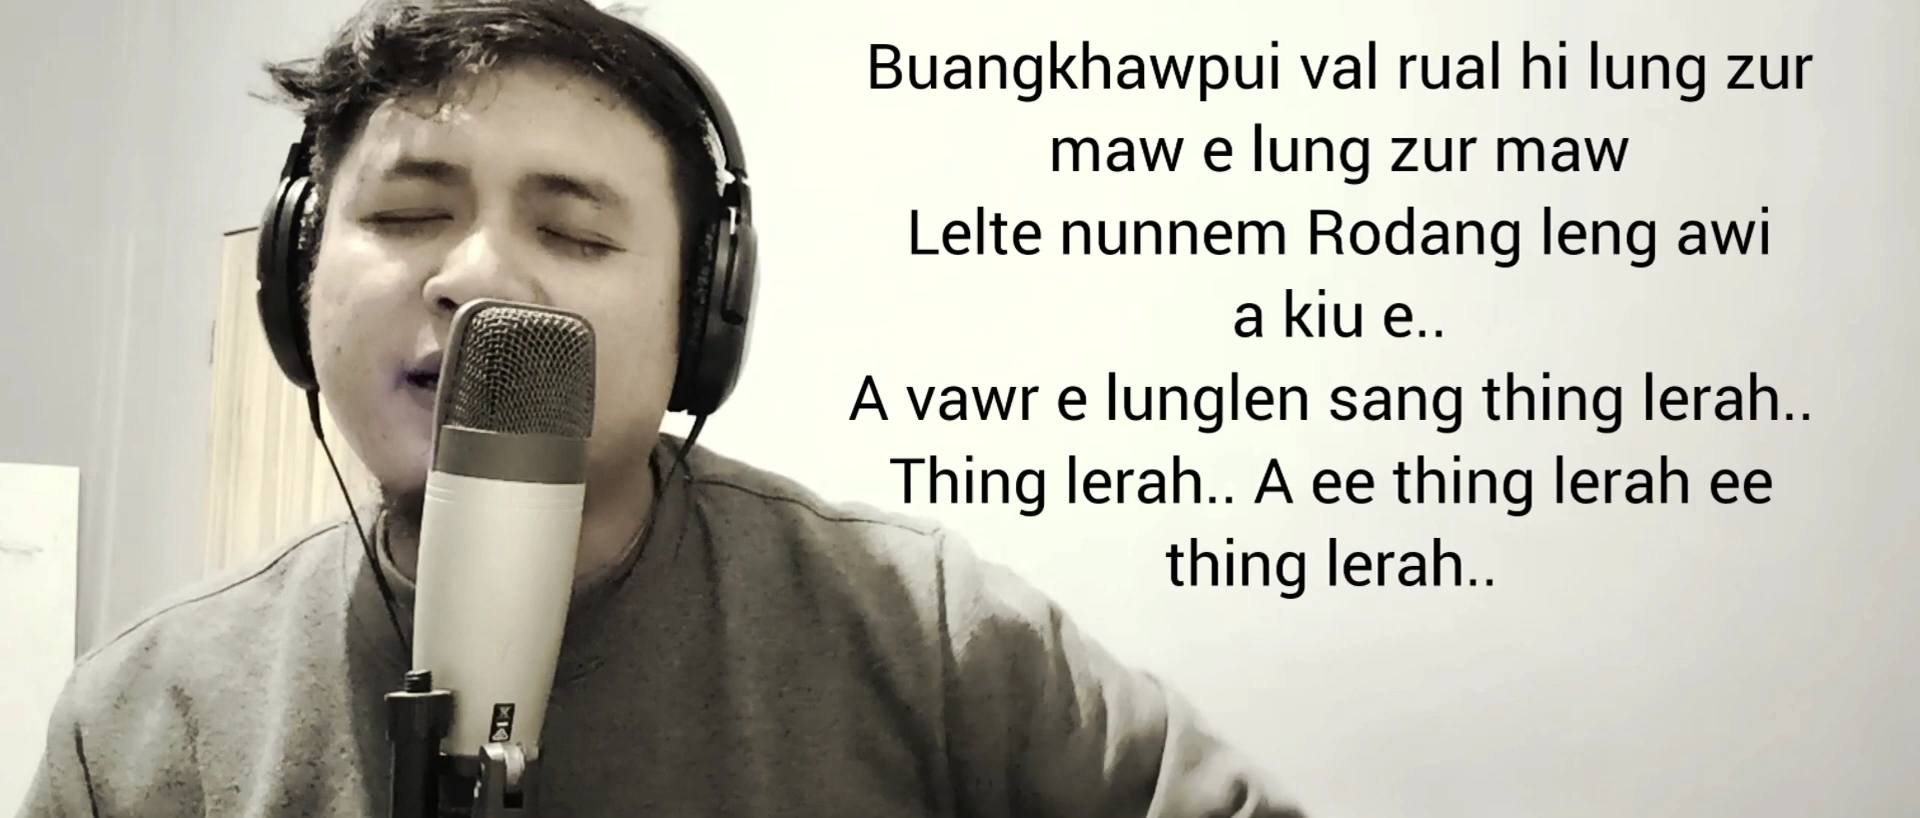 Buangkhawpui val rual hi lung zur
maw e lung zur maw
Lelte nunnem Rodang leng awi
a kiu e..
A vawr e lunglen sang thing lerah..
Thing lerah.. A ee thing lerah ee
thing lerah..